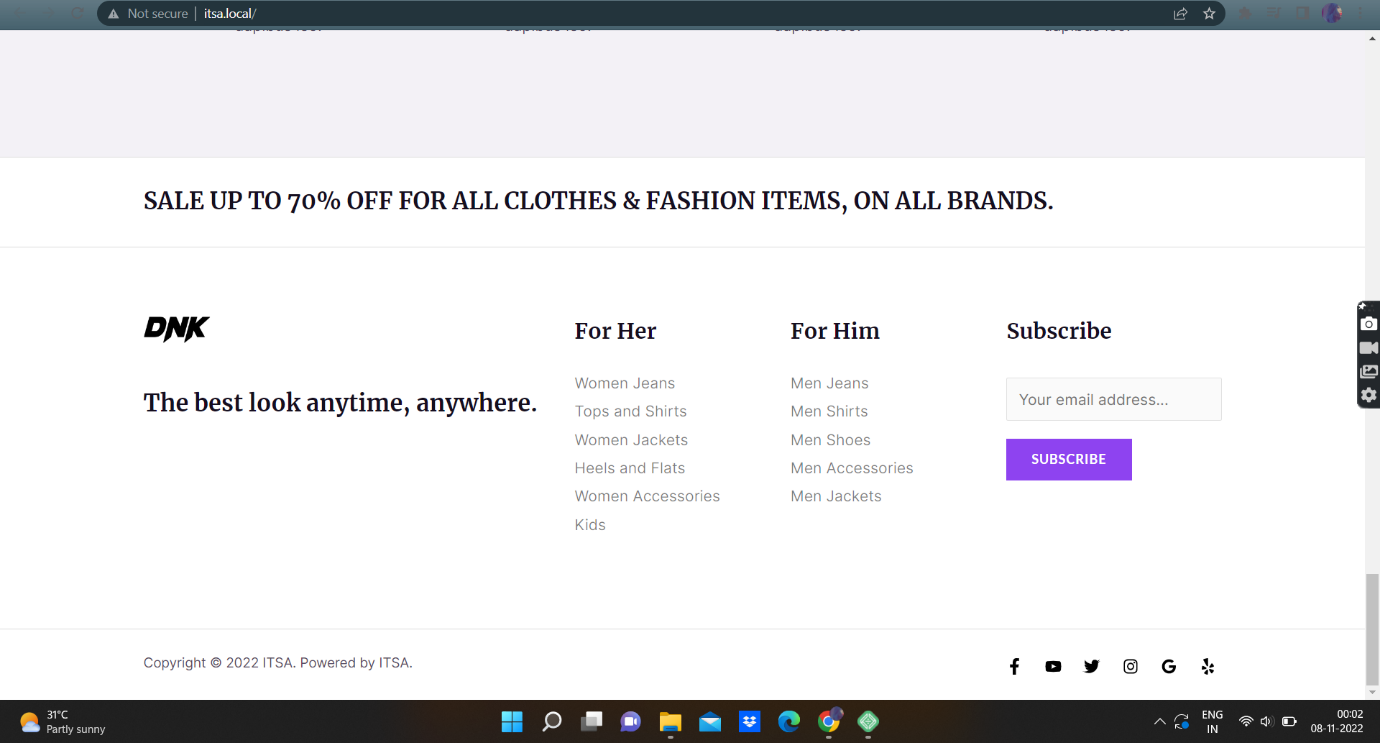 Not secure | itsa.local/
SALE UP TO 70% OFF FOR ALL CLOTHES & FASHION ITEMS, ON ALL BRANDS.
DNK
The best look anytime, anywhere.
For Her
Women Jeans
Tops and Shirts
Women Jackets
Heels and Flats
Women Accessories
Kids
For Him
Men Jeans
Men Shirts
Men Shoes
Men Accessories
Men Jackets
Subscribe
Your email address...
SUBSCRIBE
Copyright © 2022 ITSA. Powered by ITSA.
31°C
Partly sunny
ENG
IN
00:02
08-11-2022